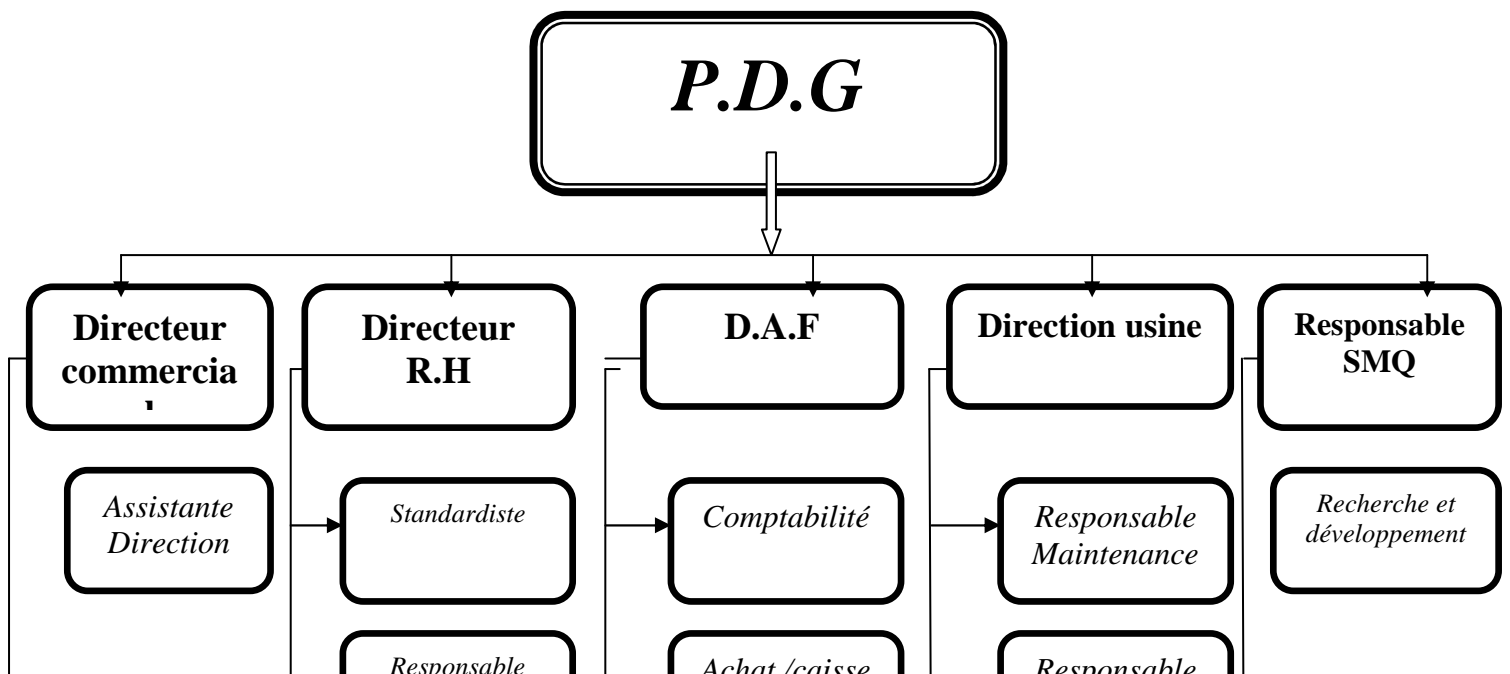 P.D.G
Directeur
commercia
l
Directeur
R.H
D.A.F
Direction usine
Responsable
SMQ
Assistante
Direction
Standardiste
Comptabilité
Responsable
Maintenance
Recherche et
développement
Responsable
Achat /caisse
Responsable